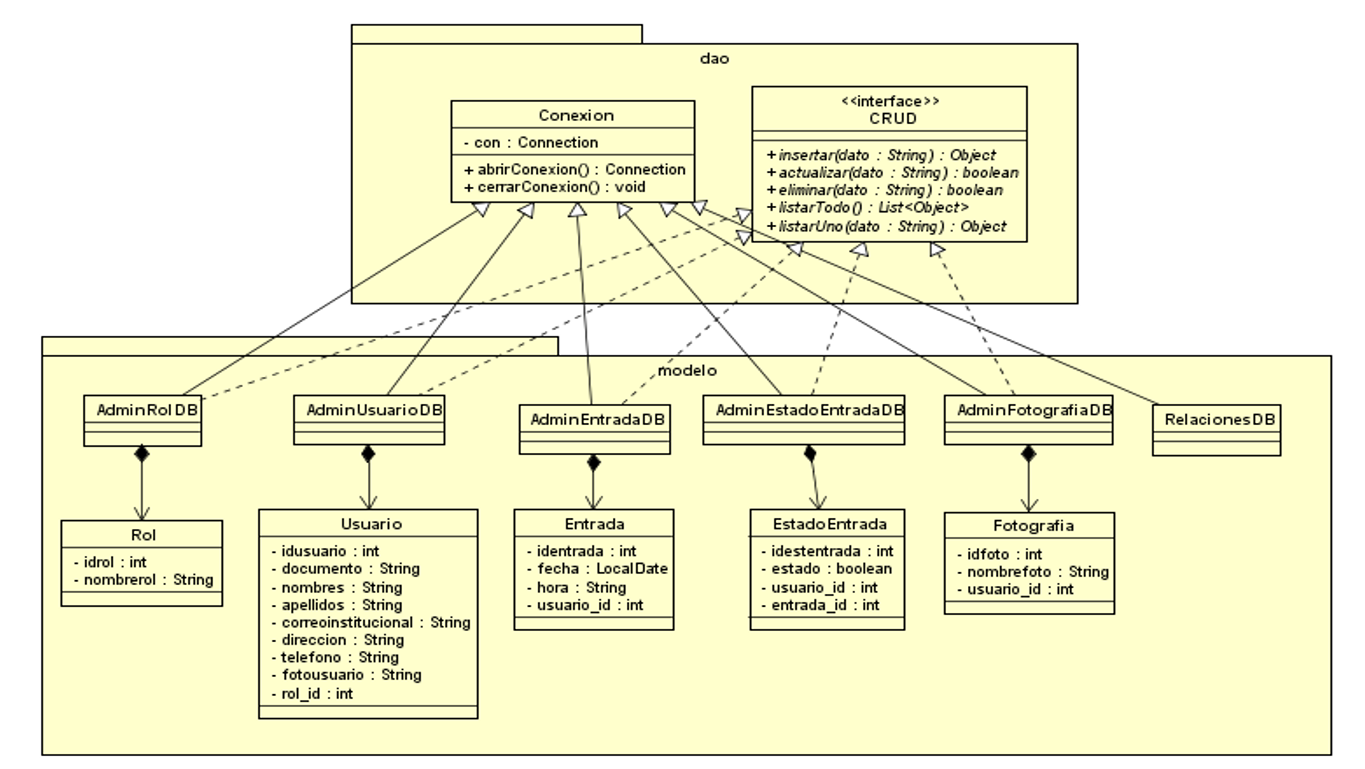 dao
Conexion
- con : Connection
+ abrirConexion() : Connection
+ cerrarConexion() : void
<<interface>>
CRUD
+ insertar(dato : String) : Object
+ actualizar(dato : String) : boolean
+ eliminar(dato : String) : boolean
+ listarTodo() : List<Object>
+ listarUno(dato : String) : Object
modelo
AdminRolDB
AdminUsuarioDB
AdminEntradaDB
AdminEstadoEntradaDB
AdminFotografiaDB
RelacionesDB
Rol
- idrol : int
- nombrerol : String
Usuario
- idusuario : int
- documento : String
- nombres : String
- apellidos : String
- correoinstitucional : String
- direccion : String
- telefono : String
- fotousuario : String
- rol_id : int
Entrada
- identrada : int
- fecha : LocalDate
- hora : String
- usuario_id : int
EstadoEntrada
- idestentrada : int
- estado : boolean
- usuario_id : int
- entrada_id : int
Fotografia
- idfoto : int
- nombrefoto : String
- usuario_id : int